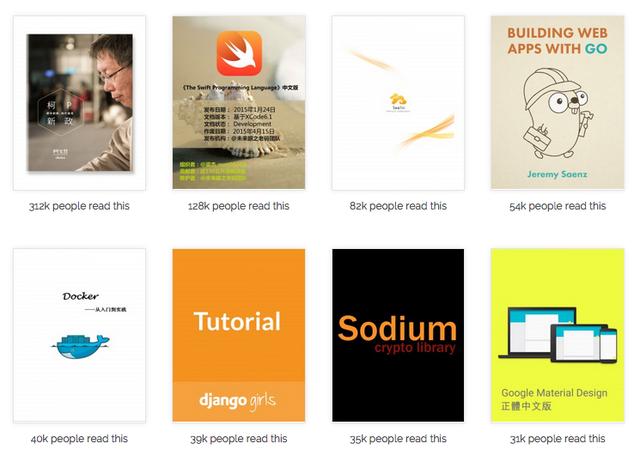 柯 P
新 政
312k people read this
《The Swift Programming Language》中文版
发布日期： 2015年1月24日
文档版本： 基于XCode6.1
文档状态： Development
作废日期： 2015年4月15日
发布机构：@未来眼之老码团队
128k people read this
82k people read this
BUILDING WEB
APPS WITH GO
Jeremy Saenz
54k people read this
Docker
——从入门到实践
40k people read this
Tutorial
django girls
39k people read this
Sodium
crypto library
35k people read this
Google Material Design
正體中文版
31k people read this